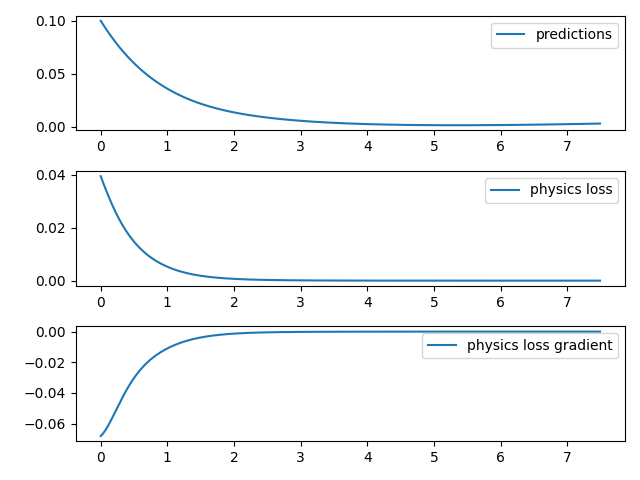 0.10
predictions
0.05
0.00
0 1 2 3 4 5 6 7
0.04
physics loss
0.02
0.00
0 1 2 3 4 5 6 7
0.00
physics loss gradient
−0.02
−0.04
−0.06
0 1 2 3 4 5 6 7